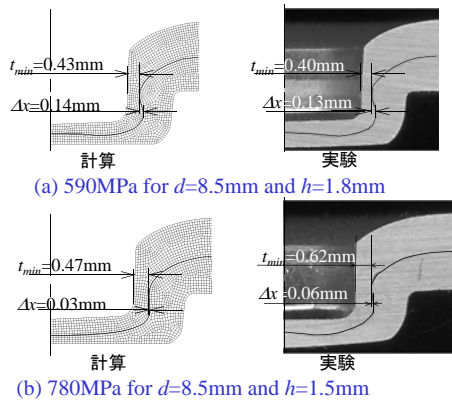 t_min=0.43mm
t_min=0.40mm
Δx=0.14mm
Δx=0.13mm
計算
実験
(a) 590MPa for d=8.5mm and h=1.8mm
t_min=0.47mm
t_min=0.62mm
Δx=0.03mm
Δx=0.06mm
計算
実験
(b) 780MPa for d=8.5mm and h=1.5mm